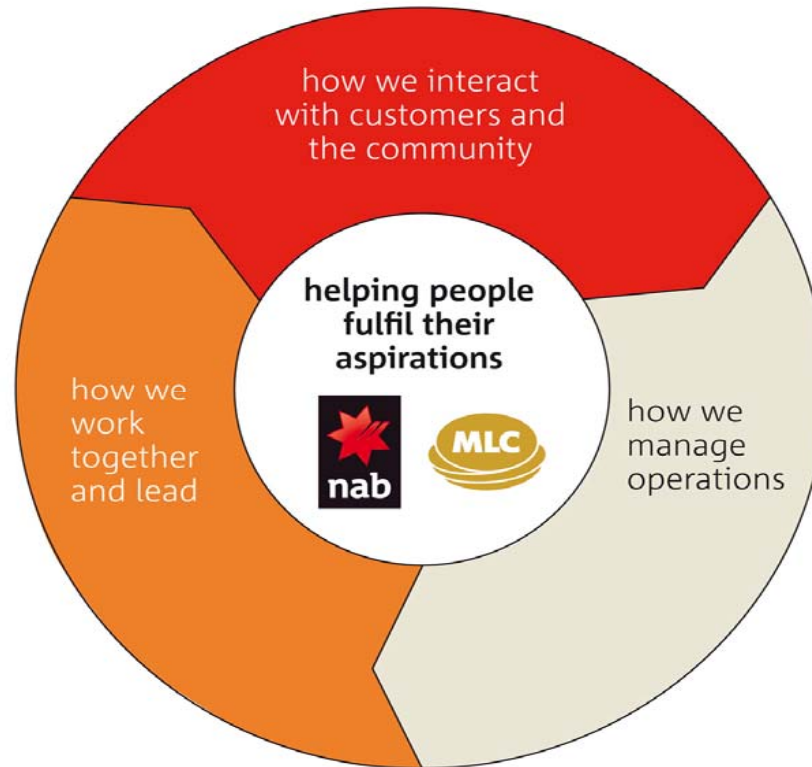 how we interact
with customers and
the community
helping people
fulfil their
aspirations
nab
MLC
how we
work
together
and lead
how we
manage
operations